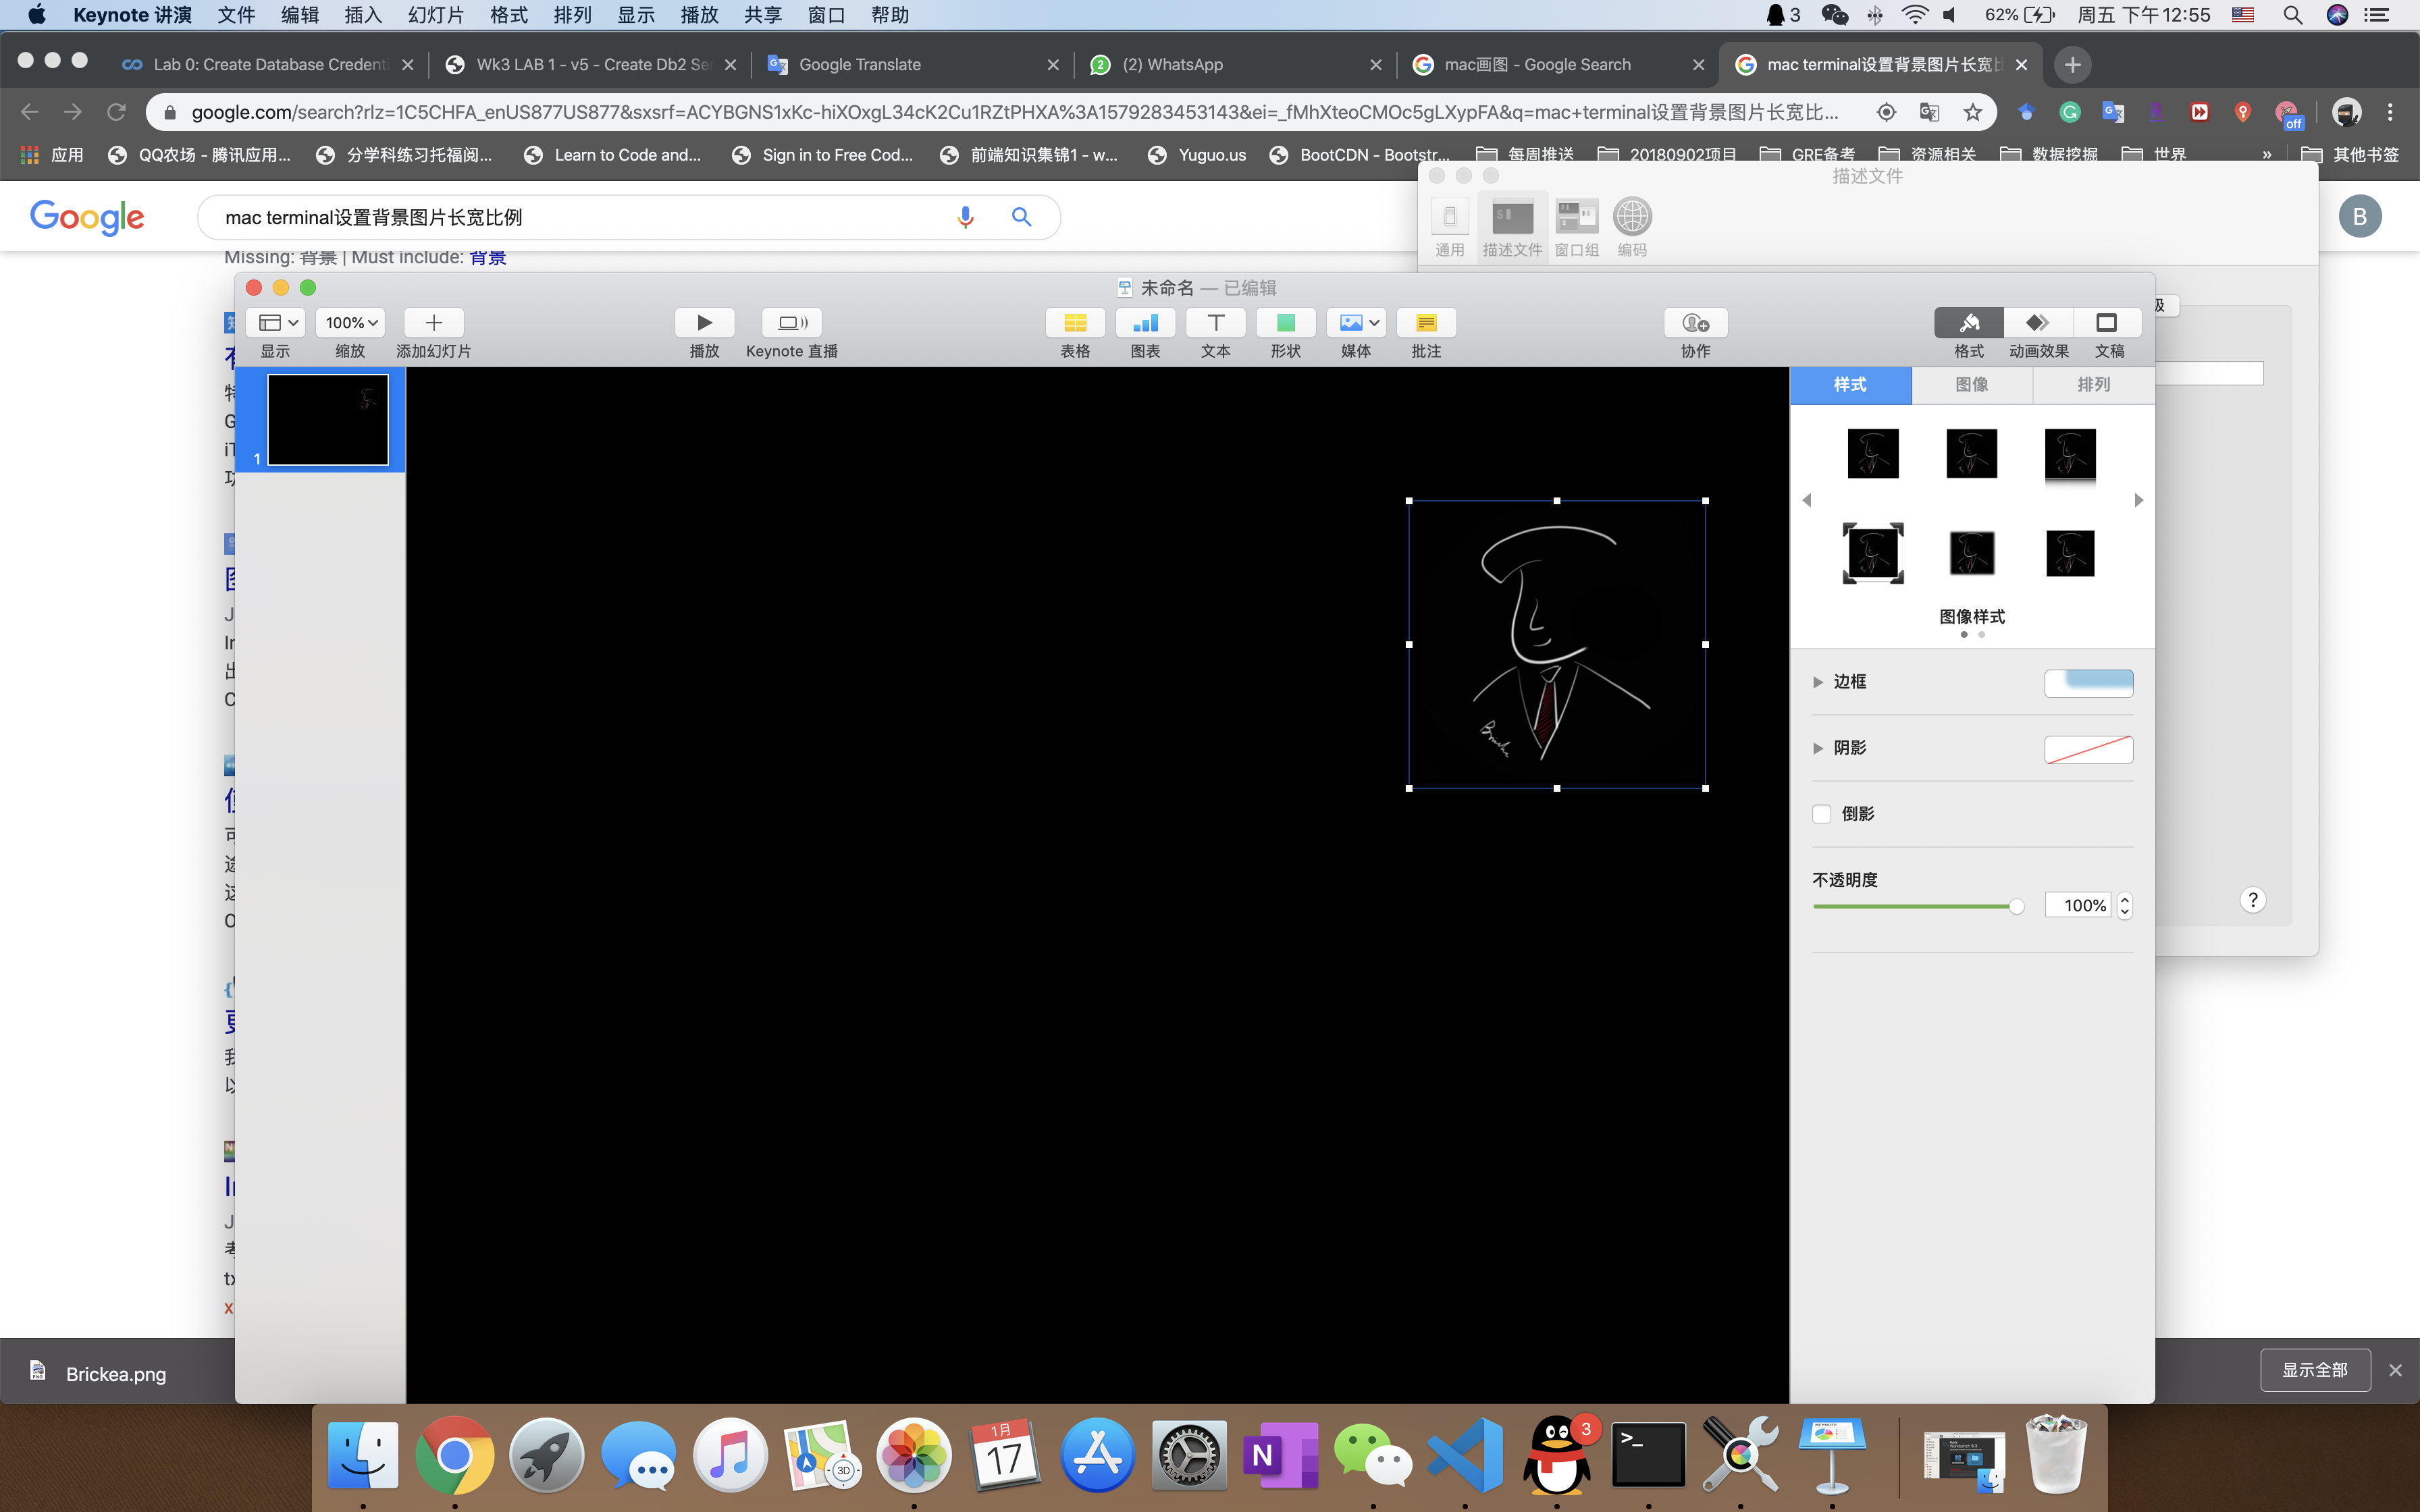 Keynote 讲演 文件 编辑 插入 幻灯片 格式 排列 显示 播放 共享 窗口 帮助 3 62% 周五 下午12:55
Lab 0: Create Database Credenti Wk3 LAB 1 - v5 - Create Db2 Se Google Translate (2) WhatsApp mac画图 - Google Search mac terminal设置背景图片长宽比
google.com/search?rlz=1C5CHFA_enUS877US877&sxsrf=ACYBGNS1xKc-hiXOxgL34cK2Cu1RZtPHXA%3A1579283453143&ei=_fMhXteoCMOc5gLXypFA&q=mac+terminal设置背景图片长宽比... off
应用 QQ农场 - 腾讯应用... 分学科练习托福阅... Learn to Code and... Sign in to Free Cod... 前端知识集锦1 - w... Yuguo.us BootCDN - Bootstr... 每周推送 20180902项目 GRE备考 资源相关 数据挖掘 世界 » 其他书签
描述文件
Google mac terminal设置背景图片长宽比例 B
通用 描述文件 窗口组 编码
Missing: 背景 | Must include: 背景
未命名 — 已编辑
100%
显示 缩放 添加幻灯片 播放 Keynote 直播 表格 图表 文本 形状 媒体 批注 协作 格式 动画效果 文稿
样式 图像 排列
1
图像样式
边框
阴影
倒影
不透明度
100%
?
Brickea.png 显示全部
1月
17
3D
N
3
>_